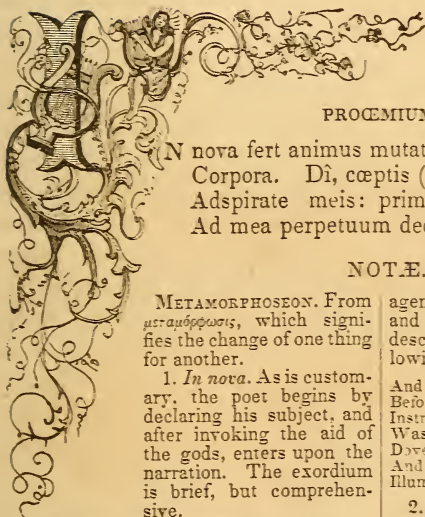 PROŒMIUM
IN nova fert animus mutat
Corpora. Dî, cœptis (
Adspirate meis: prim
Ad mea perpetuum ded
NOTÆ.
METAMORPHOSEON. From
μεταμόρφωσις, which signi-
fies the change of one thing
for another.
1. In nova. As is custom-
ary, the poet begins by
declaring his subject, and
after invoking the aid of
the gods, enters upon the
narration. The exordium
is brief, but comprehen-
sive.
agen
and
desc
lowi
And
Befo
Instr
Was
Dove
And
Illum
2.